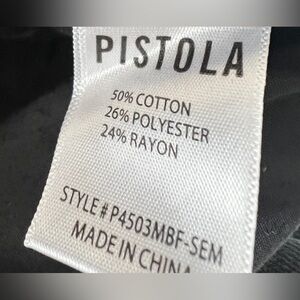 PISTOLA
50% COTTON
26% POLYESTER
24% RAYON
STYLE# P4503MBF-SEM
MADE IN CHINA